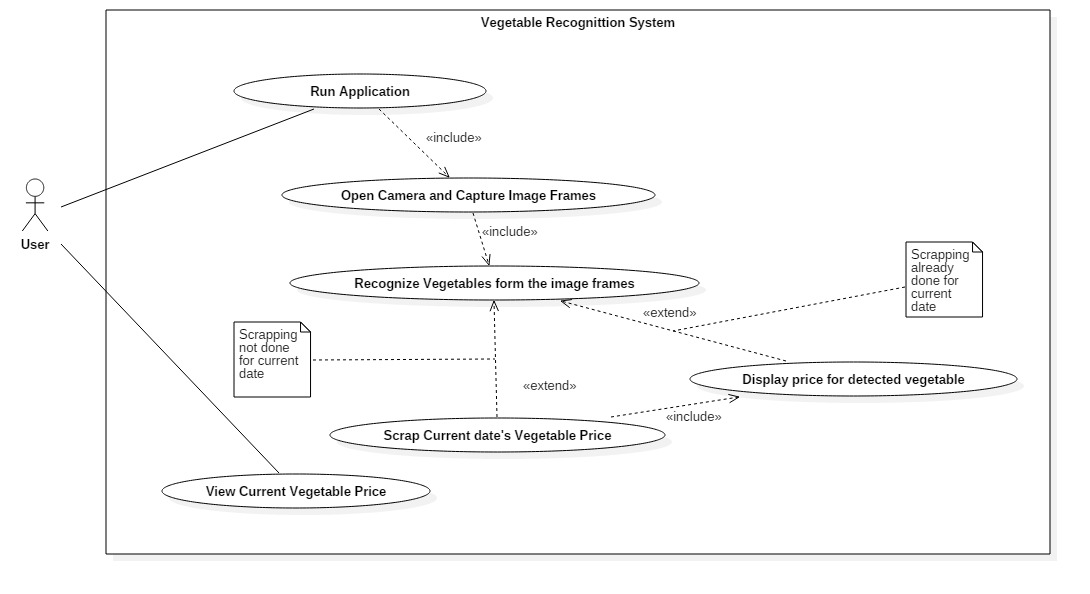 Vegetable Recognittion System
Run Application
«include»
Open Camera and Capture Image Frames
User
«include»
Recognize Vegetables form the image frames
Scrapping
already
done for
current
date
«extend»
Scrapping
not done
for current
date
Display price for detected vegetable
«extend»
«include»
Scrap Current date's Vegetable Price
View Current Vegetable Price